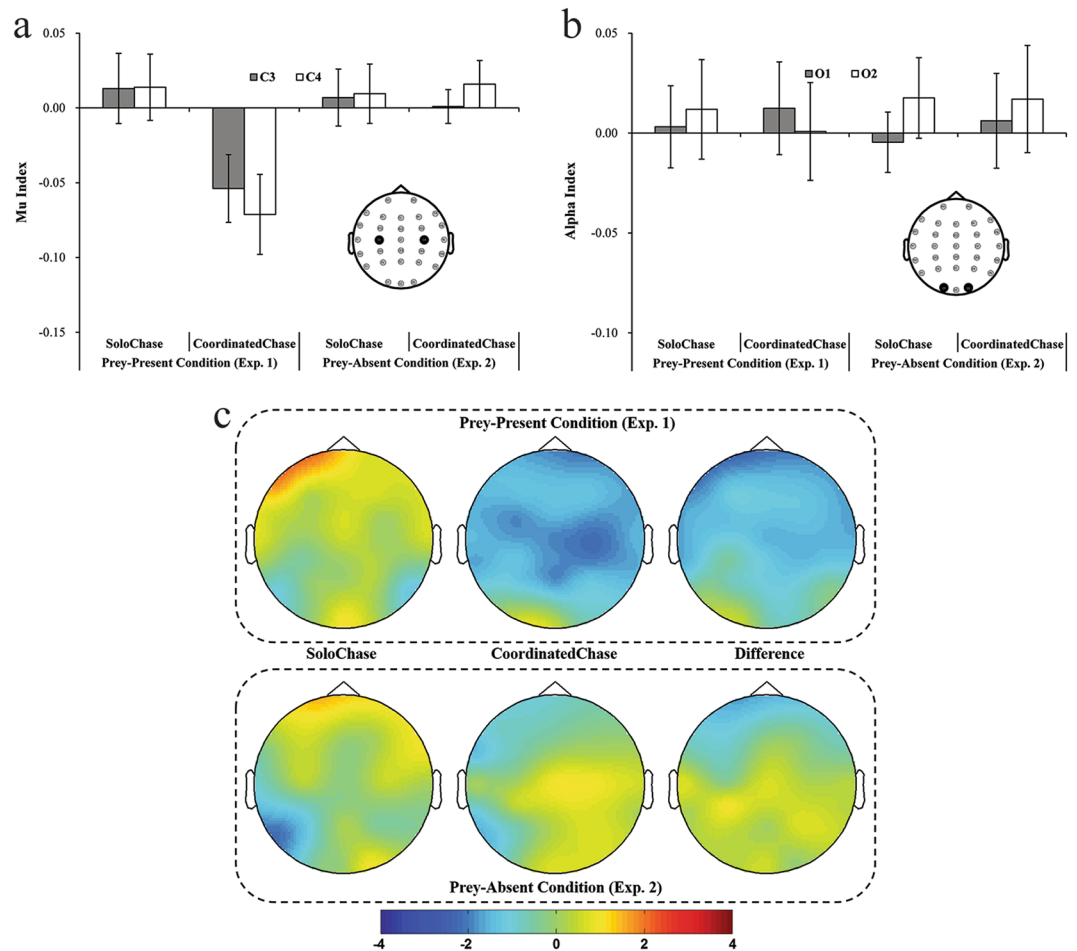 a
0.05
0.00
-0.05
-0.10
-0.15
Mu Index
C3 C4
SoloChase CoordinatedChase SoloChase CoordinatedChase
Prey-Present Condition (Exp. 1) Prey-Absent Condition (Exp. 2)
b
0.05
0.00
-0.05
-0.10
Alpha Index
O1 O2
SoloChase CoordinatedChase SoloChase CoordinatedChase
Prey-Present Condition (Exp. 1) Prey-Absent Condition (Exp. 2)
c
Prey-Present Condition (Exp. 1)
SoloChase CoordinatedChase Difference
Prey-Absent Condition (Exp. 2)
-4 -2 0 2 4